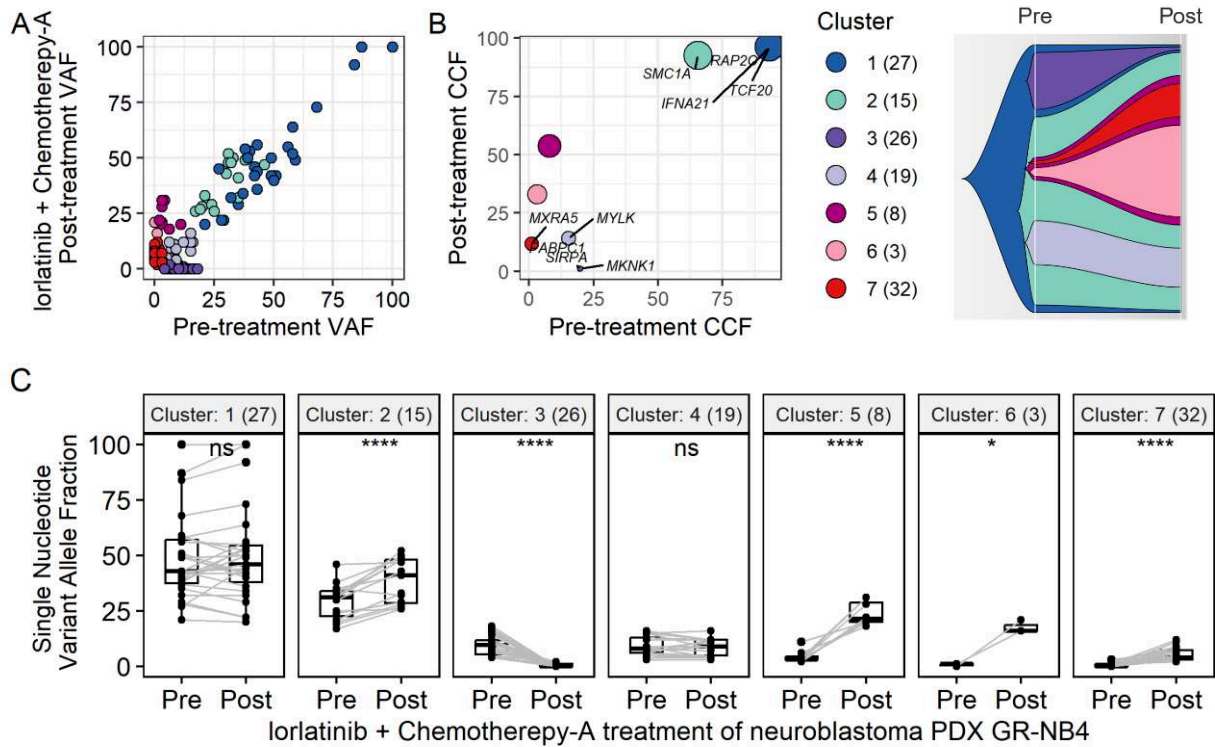 A
lorlatinib + Chemotherepy-A
Post-treatment VAF
100
75
50
25
0
0 25 50 75 100
Pre-treatment VAF
B
Post-treatment CCF
100
75
50
25
0
SMC1A
IFNA21
TCF20
MXRA5
MYLK
SIRPA
MKNK1
0 25 50 75
Pre-treatment CCF
Cluster
1 (27)
2 (15)
3 (26)
4 (19)
5 (8)
6 (3)
7 (32)
Pre Post
C
Single Nucleotide
Variant Allele Fraction
100
75
50
25
0
Cluster: 1 (27) Cluster: 2 (15) Cluster: 3 (26) Cluster: 4 (19) Cluster: 5 (8) Cluster: 6 (3) Cluster: 7 (32)
ns **** **** ns **** * ****
Pre Post Pre Post Pre Post Pre Post Pre Post Pre Post Pre Post
lorlatinib + Chemotherepy-A treatment of neuroblastoma PDX GR-NB4